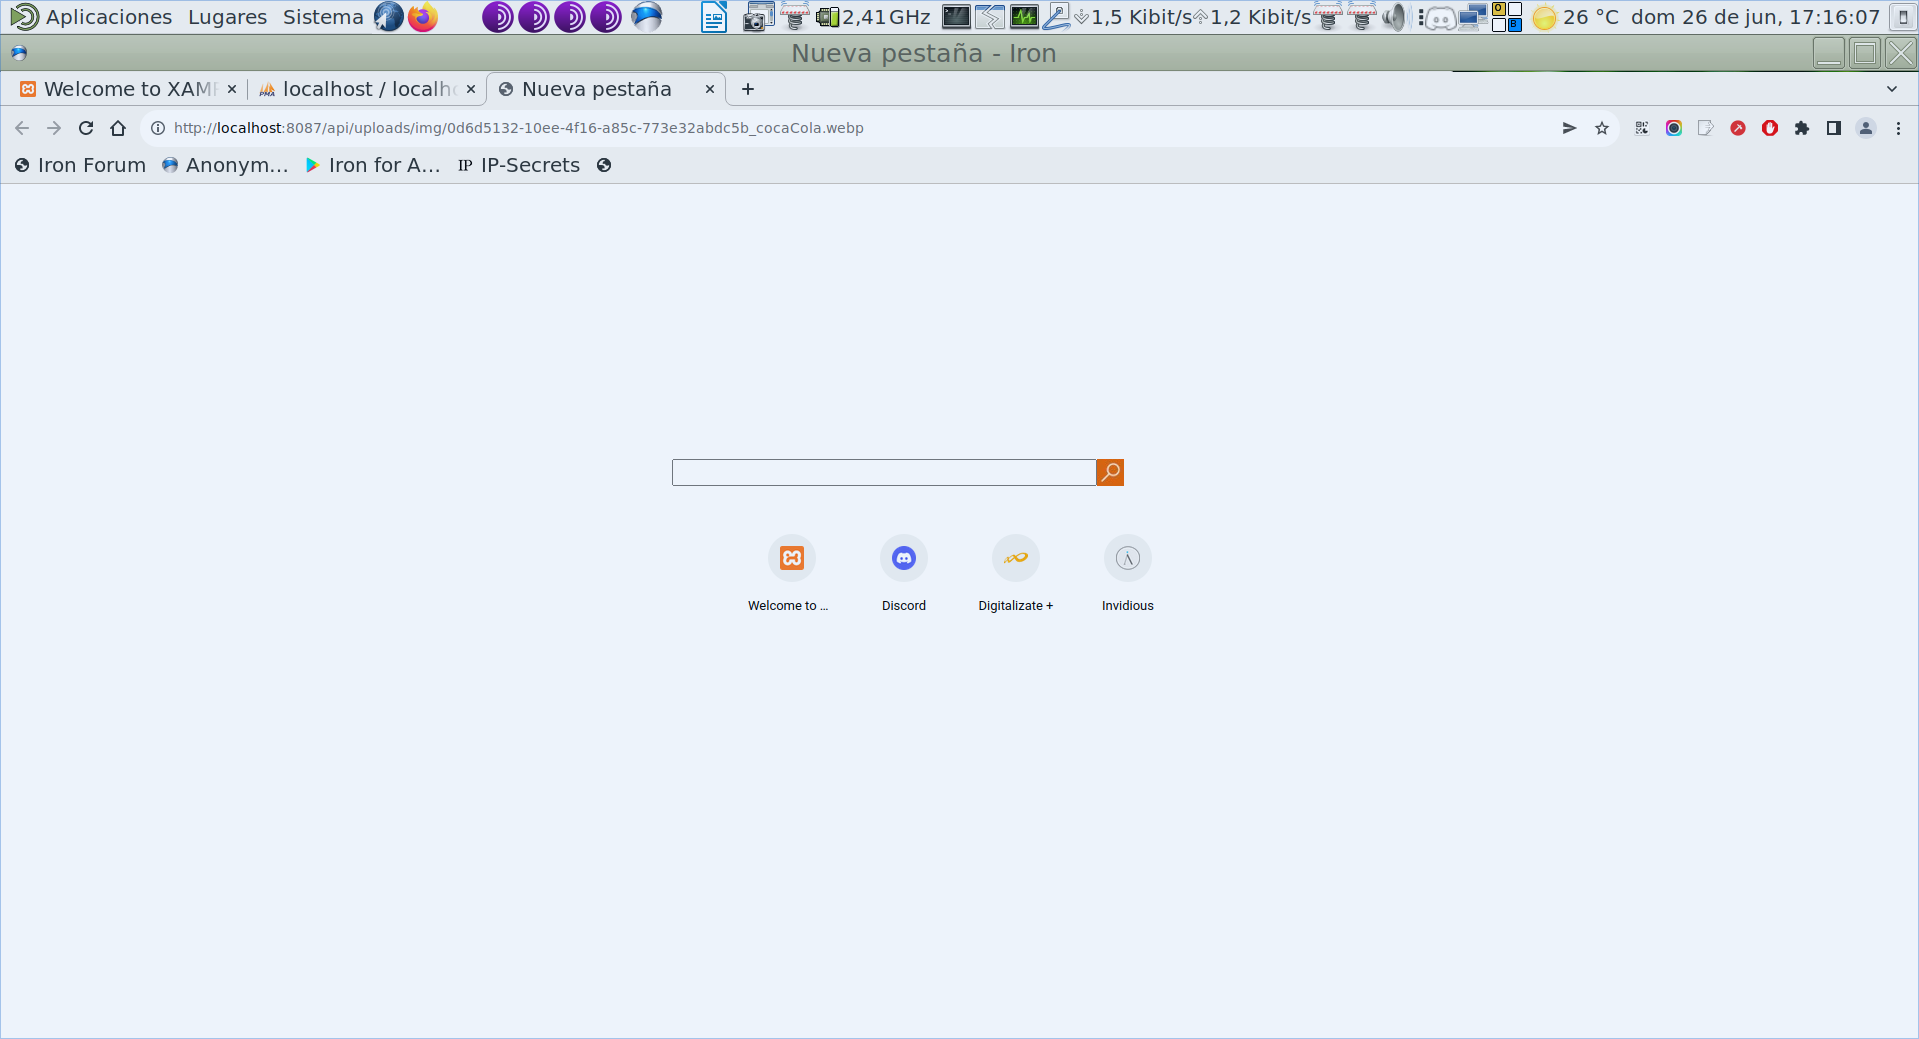 Aplicaciones Lugares Sistema 2,41 GHz 1,5 Kibit/s 1,2 Kibit/s 26 °C dom 26 de jun, 17:16:07
Nueva pestaña - Iron
Welcome to XAM localhost / localh Nueva pestaña
http://localhost:8087/api/uploads/img/0d6d5132-10ee-4f16-a85c-773e32abdc5b_cocaCola.webp
Iron Forum Anonym... Iron for A... IP IP-Secrets
Welcome to ... Discord Digitalizate + Invidious